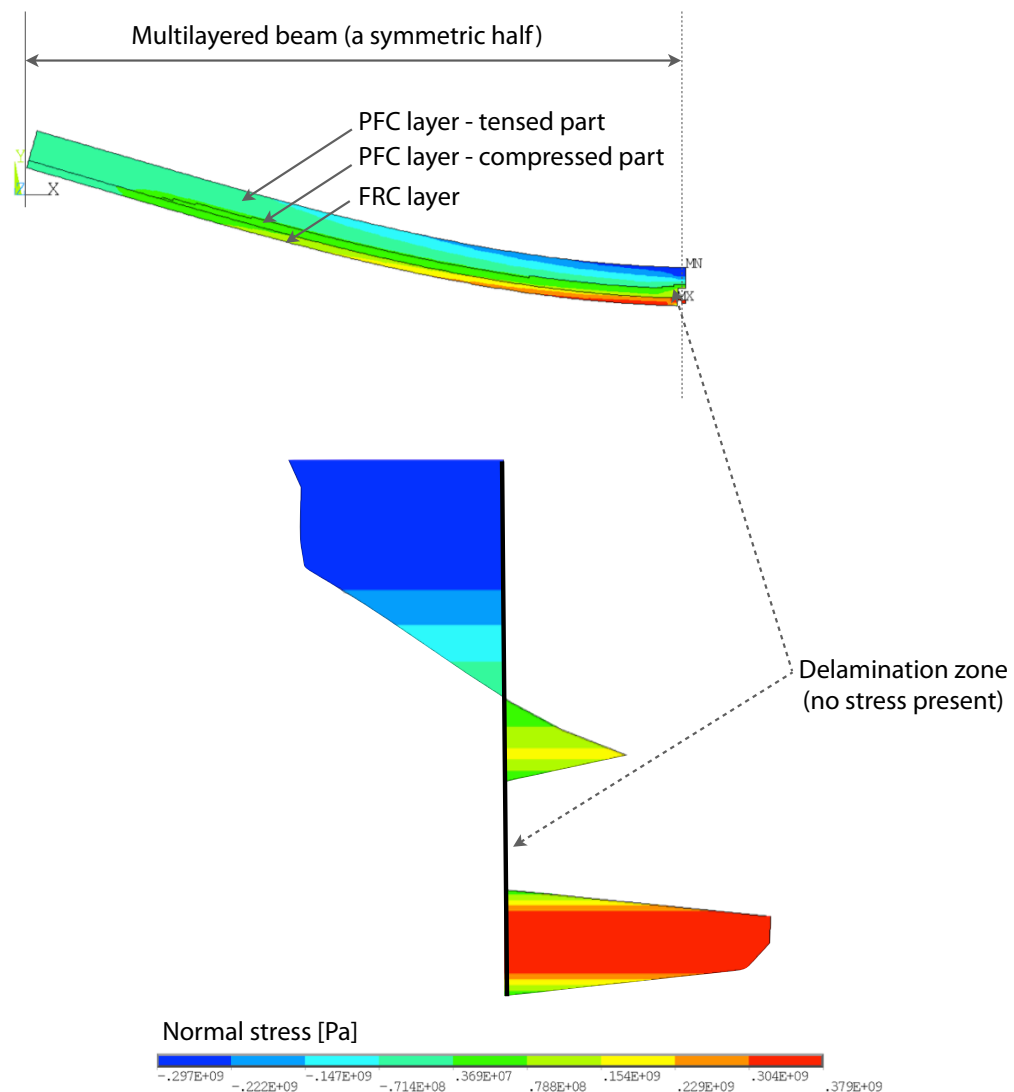 Multilayered beam (a symmetric half)
PFC layer - tensed part
PFC layer - compressed part
FRC layer
Y
Z X
MN
Delamination zone
(no stress present)
Normal stress [Pa]
-.297E+09 -.147E+09 .369E+07 .154E+09 .304E+09
-.222E+09 -.714E+08 .788E+08 .229E+09 .379E+09